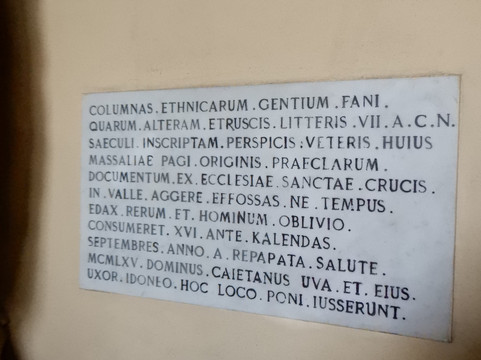 COLUMNAS . ETHNICARUM . GENTIUM . FANI .
QUARUM . ALTERAM . ETRUSCIS . LITTERIS . VII . A . C . N .
SAECULI . INSCRIPTAM . PERSPICIS : VETERIS . HUIUS
MASSALIAE PAGI . ORIGINIS . PRAECLARUM .
DOCUMENTUM . EX . ECCLESIAE . SANCTAE . CRUCIS .
IN . VALLE . AGGERE . EFFOSSAS . NE . TEMPUS .
EDAX . RERUM . ET . HOMINUM . OBLIVIO .
CONSUMERET . XVI . ANTE . KALENDAS .
SEPTEMBRES . ANNO . A . REPAPATA . SALUTE .
MCMLXV . DOMINUS . CAIETANUS UVA . ET . EIUS .
UXOR . IDONEO . HOC LOCO . PONI . IUSSERUNT .